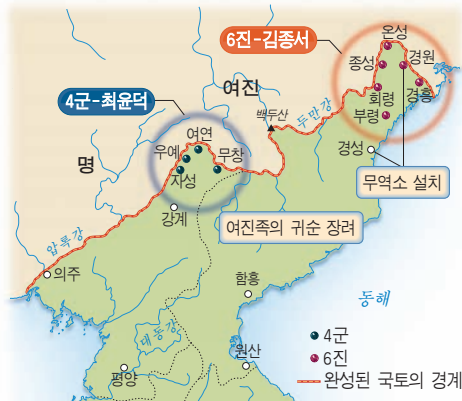 6진-김종서
온성
종성
경원
여진
회령
경흥
부령
두만강
백두산
4군-최윤덕
여연
우예
무창
자성
명
경성
무역소 설치
강계
여진족의 귀순 장려
압록강
의주
함흥
동해
대동강
원산
평양
4군
6진
완성된 국토의 경계